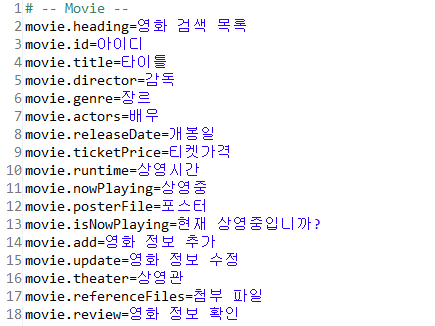 1 # -- Movie --
2 movie.heading=영화 검색 목록
3 movie.id=아이디
4 movie.title=타이틀
5 movie.director=감독
6 movie.genre=장르
7 movie.actors=배우
8 movie.releaseDate=개봉일
9 movie.ticketPrice=티켓가격
10 movie.runtime=상영시간
11 movie.nowPlaying=상영중
12 movie.posterFile=포스터
13 movie.isNowPlaying=현재 상영중입니까?
14 movie.add=영화 정보 추가
15 movie.update=영화 정보 수정
16 movie.theater=상영관
17 movie.referenceFiles=첨부 파일
18 movie.review=영화 정보 확인